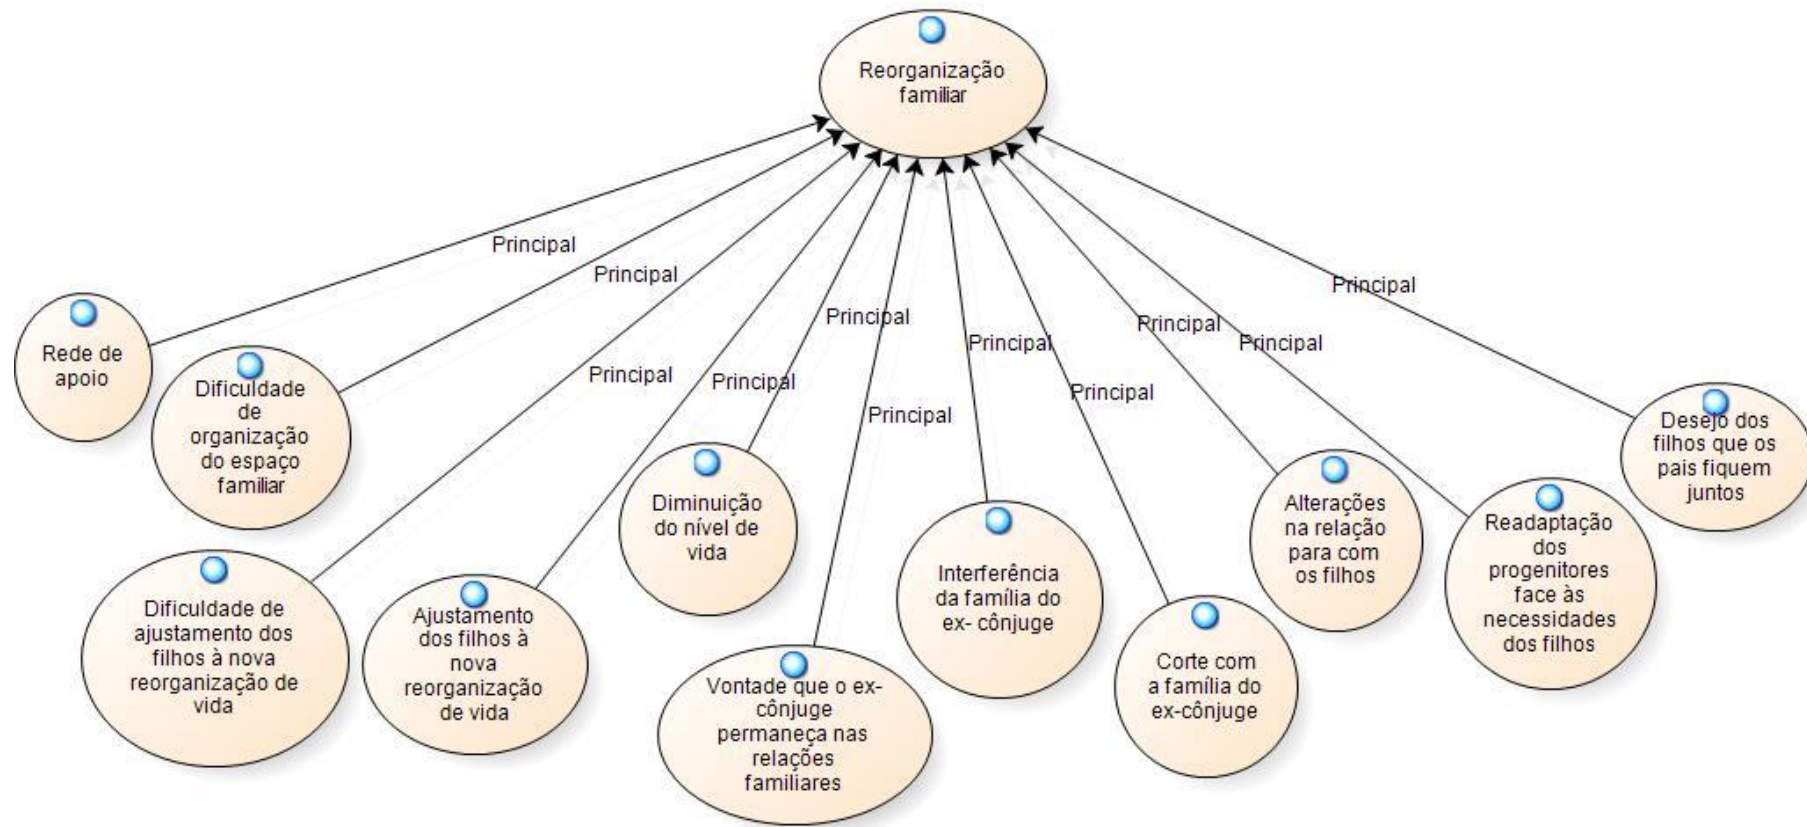 Reorganização
familiar
Principal
Principal
Principal
Principal
Principal
Principal
Principal
Principal
Principal
Principal
Principal
Rede de
apoio
Dificuldade
de
organização
do espaço
familiar
Dificuldade de
ajustamento dos
filhos à nova
reorganização de
vida
Ajustamento
dos filhos à
nova
reorganização
de vida
Diminuição
do nível de
vida
Vontade que o ex-
cônjuge
permaneça nas
relações
familiares
Interferência
da família do
ex- cônjuge
Corte com
a família do
ex-cônjuge
Alterações
na relação
para com
os filhos
Readaptação
dos
progenitores
face às
necessidades
dos filhos
Desejo dos
filhos que os
pais fiquem
juntos